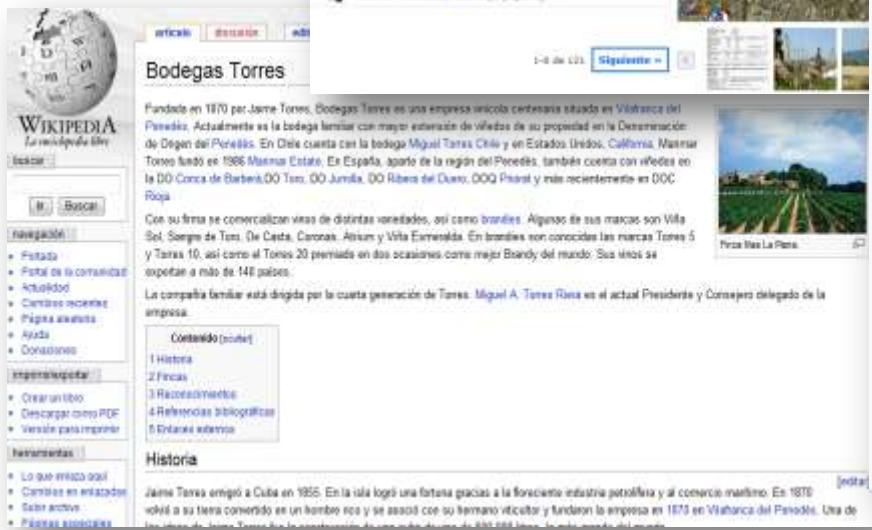 1-8 de 121 Siguiente »
artículo discusión
Bodegas Torres
WIKIPEDIA
La enciclopedia libre
buscar
Ir Buscar
navegación
Portada
Portal de la comunidad
Actualidad
Cambios recientes
Página aleatoria
Ayuda
Donaciones
imprimir/exportar
Crear un libro
Descargar como PDF
Versión para imprimir
herramientas
Lo que enlaza aquí
Cambios en enlazadas
Subir archivo
Páginas especiales
Fundada en 1870 por Jaime Torres, Bodegas Torres es una empresa vinícola centenaria situada en Vilafranca del
Penedès. Actualmente es la bodega familiar con mayor extensión de viñedos de su propiedad en la Denominación
de Origen del Penedès. En Chile cuenta con la bodega Miguel Torres Chile y en Estados Unidos, California, Marimar
Torres fundó en 1986 Marimar Estate. En España, aparte de la región del Penedès, también cuenta con viñedos en
la DO Conca de Barberà, DO Toro, DO Jumilla, DO Ribera del Duero, DOQ Priorat y más recientemente en DOC
Rioja
Con su firma se comercializan vinos de distintas variedades, así como brandies. Algunas de sus marcas son Viña
Sol, Sangre de Toro, De Casta, Coronas, Atrium y Viña Esmeralda. En brandies son conocidas las marcas Torres 5
y Torres 10, así como el Torres 20 premiado en dos ocasiones como mejor Brandy del mundo. Sus vinos se
exportan a más de 140 países.
La compañía familiar está dirigida por la cuarta generación de Torres. Miguel A. Torres Riera es el actual Presidente y Consejero delegado de la
empresa.
Finca Mas La Plana.
Contenido [ocultar]
1 Historia
2 Fincas
3 Reconocimientos
4 Referencias bibliográficas
5 Enlaces externos
Historia
[editar]
Jaime Torres emigró a Cuba en 1855. En la isla logró una fortuna gracias a la floreciente industria petrolífera y al comercio marítimo. En 1870
volvió a su tierra convertido en un hombre rico y se asoció con su hermano viticultor y fundaron la empresa en 1870 en Vilafranca del Penedès. Una de